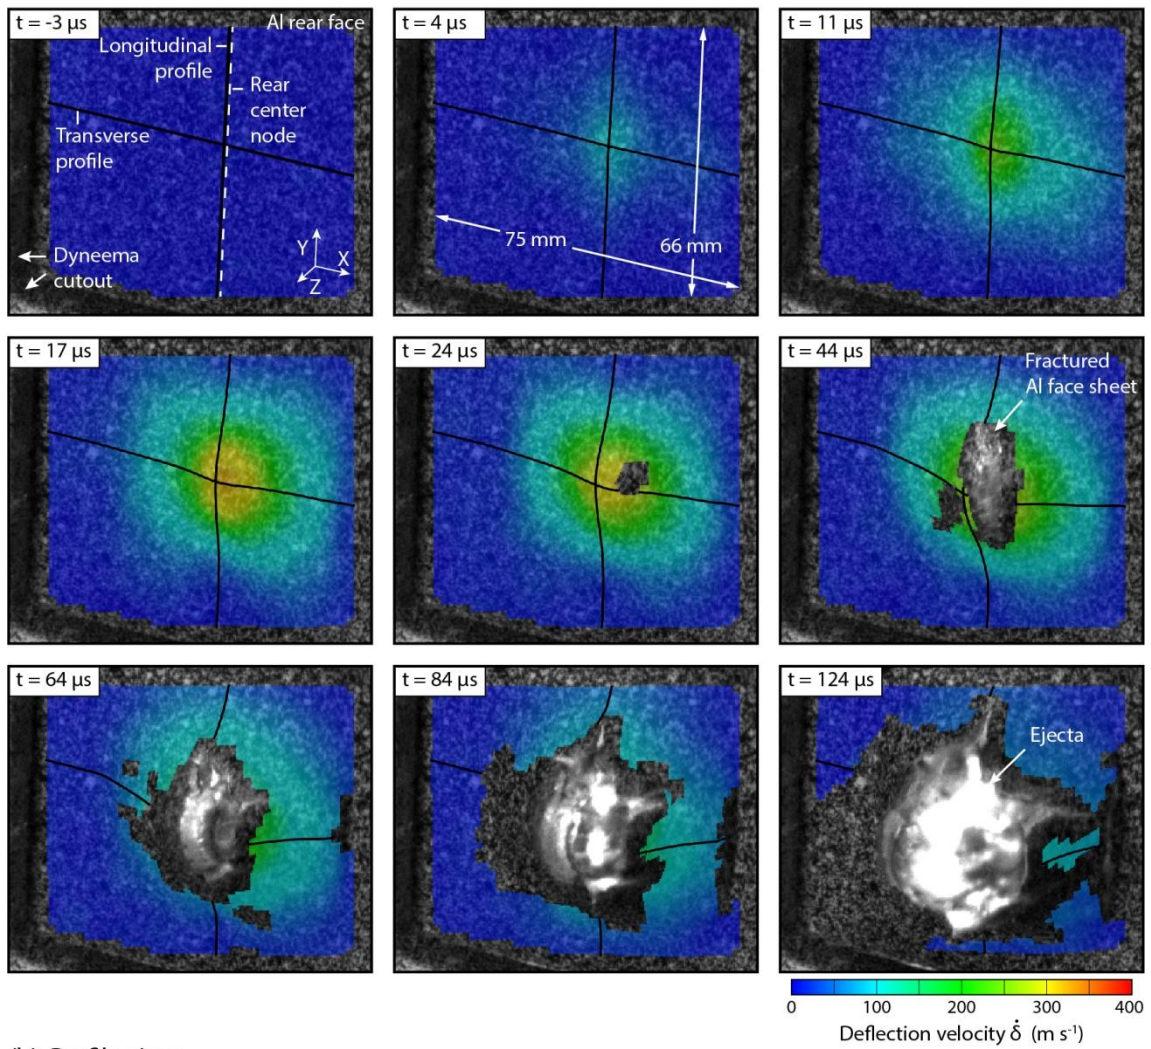 t = -3 µs
Al rear face
Longitudinal
profile
Rear
center
node
Transverse
profile
Dyneema
cutout
Y
X
Z
t = 4 µs
75 mm
66 mm
t = 11 µs
t = 17 µs
t = 24 µs
t = 44 µs
Fractured
Al face sheet
t = 64 µs
t = 84 µs
t = 124 µs
Ejecta
0 100 200 300 400
Deflection velocity δ̇ (m s⁻¹)